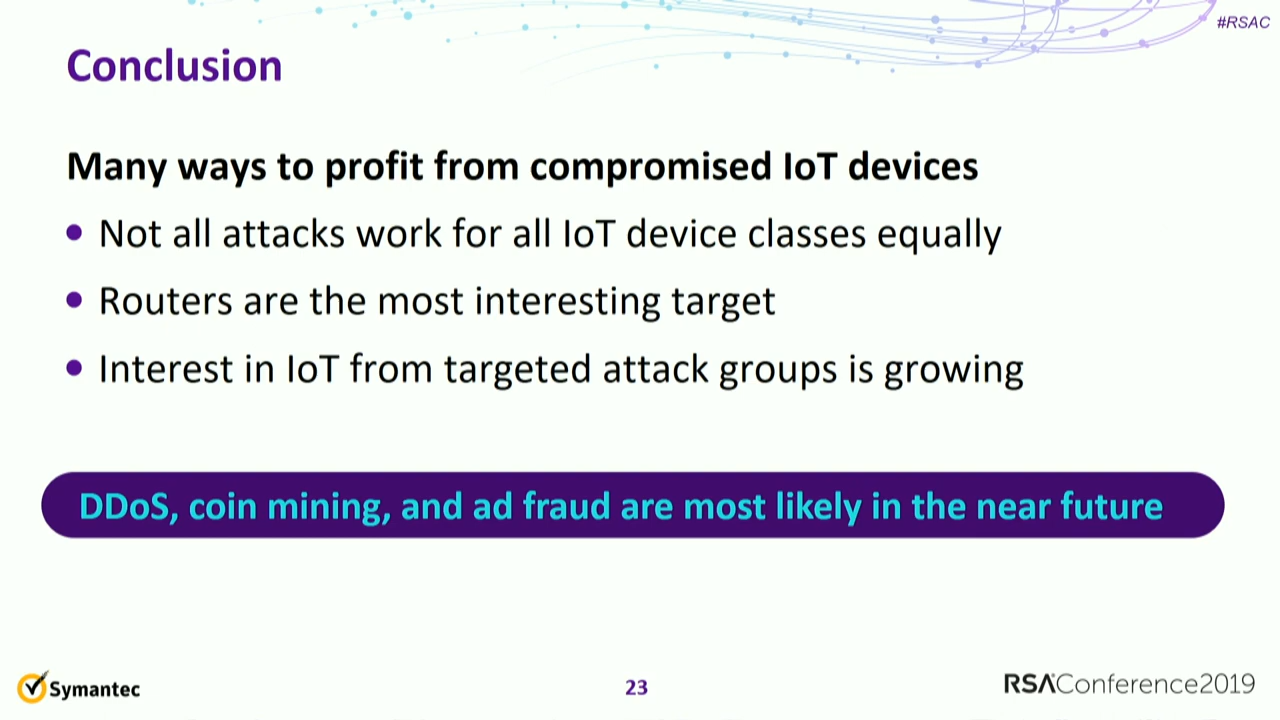 #RSAC
Conclusion
Many ways to profit from compromised IoT devices
• Not all attacks work for all IoT device classes equally
• Routers are the most interesting target
• Interest in IoT from targeted attack groups is growing
DDoS, coin mining, and ad fraud are most likely in the near future
Symantec
23
RSAConference2019